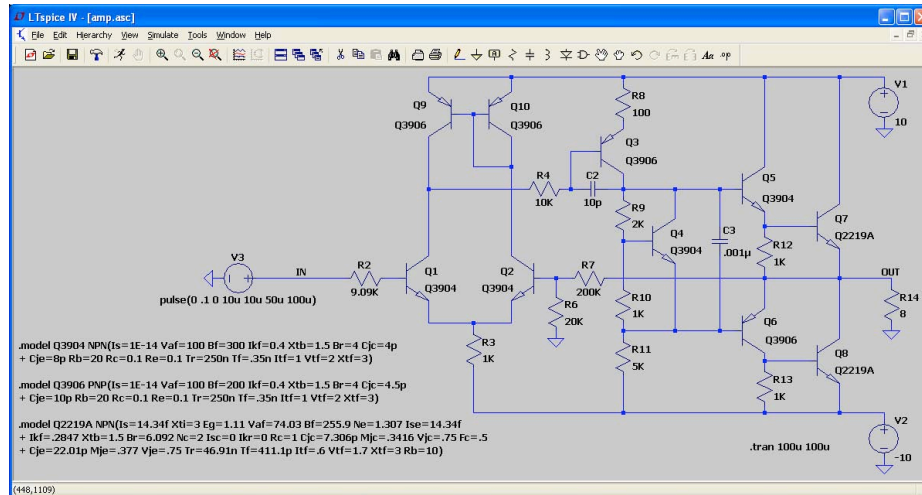 LTspice IV - [amp.asc]
File Edit Hierarchy View Simulate Tools Window Help
Aa .op
V1
10
Q9
Q3906
Q10
Q3906
R8
100
Q3
Q3906
R4
10K
C2
10p
Q5
Q3904
R9
2K
Q4
Q3904
C3
.001µ
Q7
Q2219A
R12
1K
V3
IN
R2
9.09K
Q1
Q3904
Q2
Q3904
R7
200K
OUT
pulse(0 .1 0 10u 10u 50u 100u)
R6
20K
R10
1K
R14
8
Q6
Q3906
R3
1K
R11
5K
Q8
Q2219A
R13
1K
.model Q3904 NPN(Is=1E-14 Vaf=100 Bf=300 Ikf=0.4 Xtb=1.5 Br=4 Cjc=4p
+ Cje=8p Rb=20 Rc=0.1 Re=0.1 Tr=250n Tf=.35n Itf=1 Vtf=2 Xtf=3)
.model Q3906 PNP(Is=1E-14 Vaf=100 Bf=200 Ikf=0.4 Xtb=1.5 Br=4 Cjc=4.5p
+ Cje=10p Rb=20 Rc=0.1 Re=0.1 Tr=250n Tf=.35n Itf=1 Vtf=2 Xtf=3)
.model Q2219A NPN(Is=14.34f Xti=3 Eg=1.11 Vaf=74.03 Bf=255.9 Ne=1.307 Ise=14.34f
+ Ikf=.2847 Xtb=1.5 Br=6.092 Nc=2 Isc=0 Ikr=0 Rc=1 Cjc=7.306p Mjc=.3416 Vjc=.75 Fc=.5
+ Cje=22.01p Mje=.377 Vje=.75 Tr=46.91n Tf=411.1p Itf=.6 Vtf=1.7 Xtf=3 Rb=10)
V2
-10
.tran 100u 100u
(448,1109)